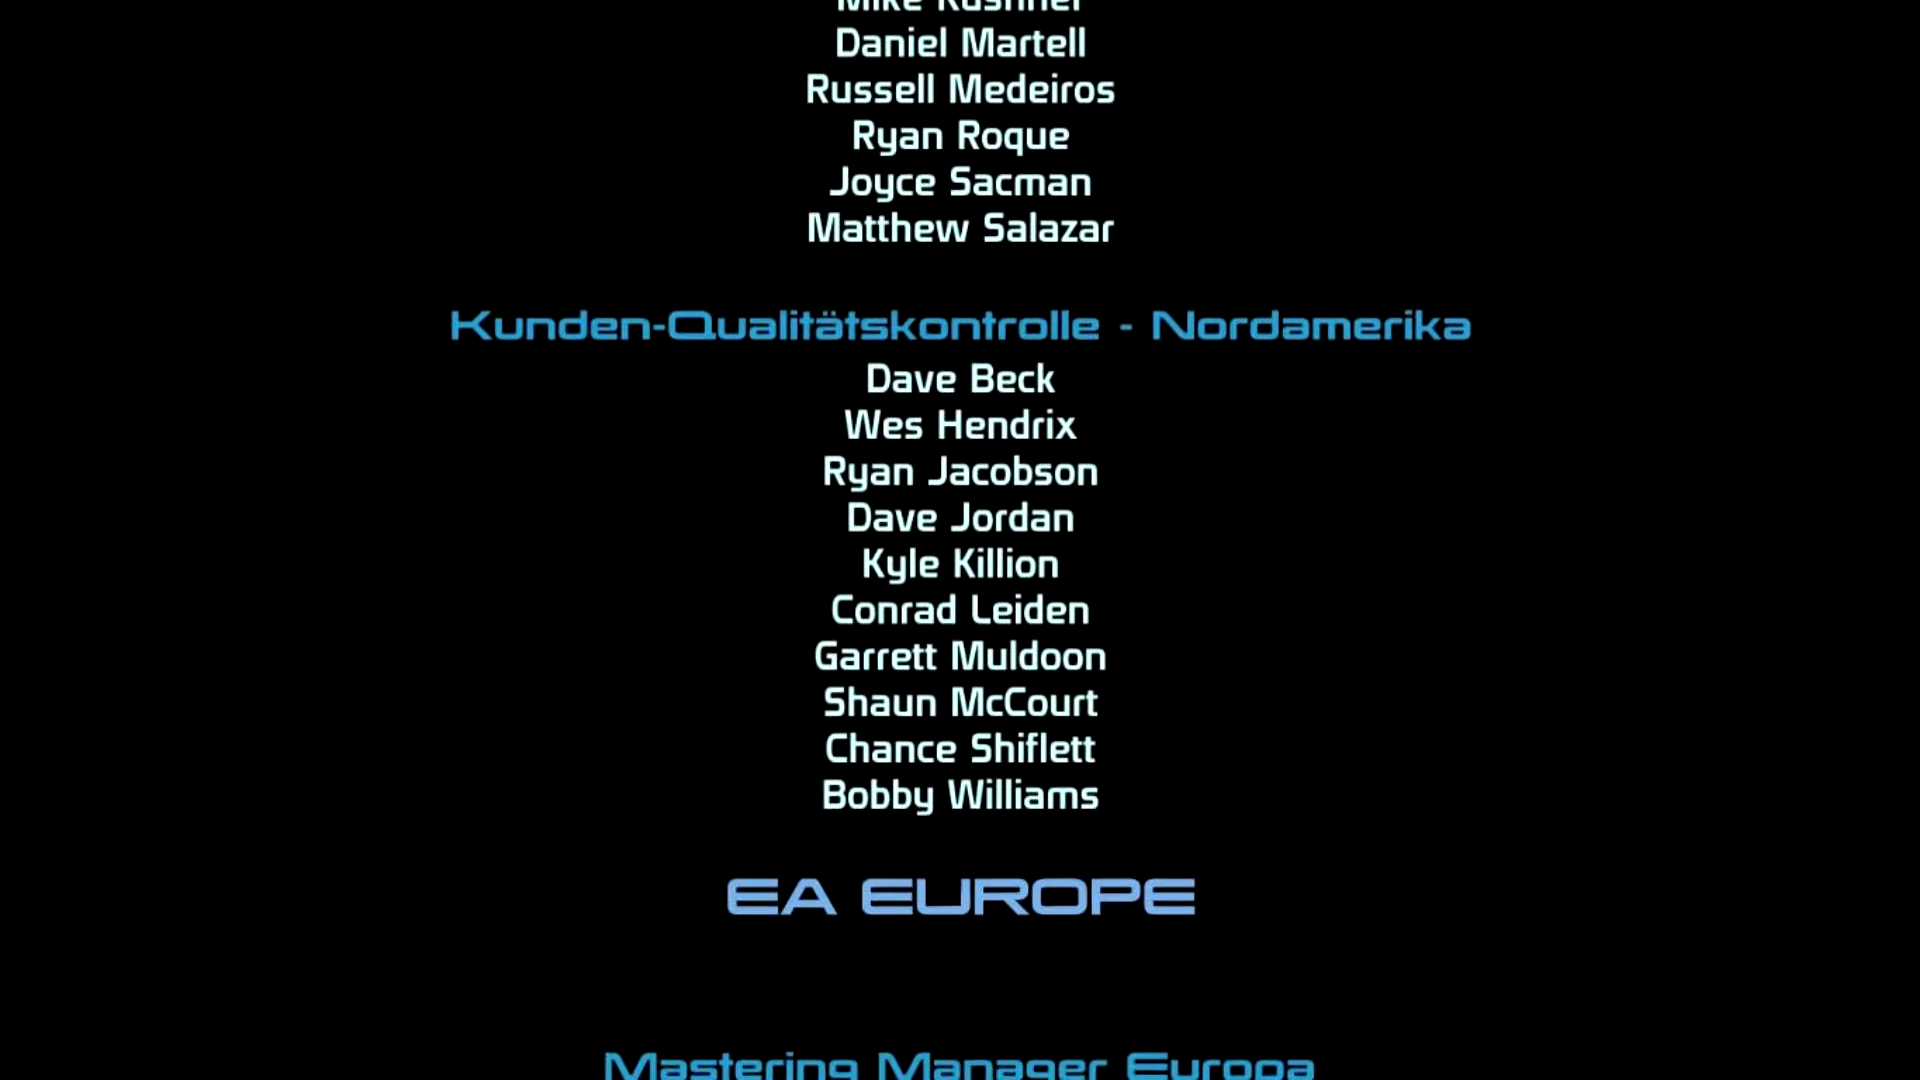 Mike Kushner
Daniel Martell
Russell Medeiros
Ryan Roque
Joyce Sacman
Matthew Salazar
Kunden-Qualitätskontrolle - Nordamerika
Dave Beck
Wes Hendrix
Ryan Jacobson
Dave Jordan
Kyle Killion
Conrad Leiden
Garrett Muldoon
Shaun McCourt
Chance Shiflett
Bobby Williams
EA EUROPE
Mastering Manager Europa